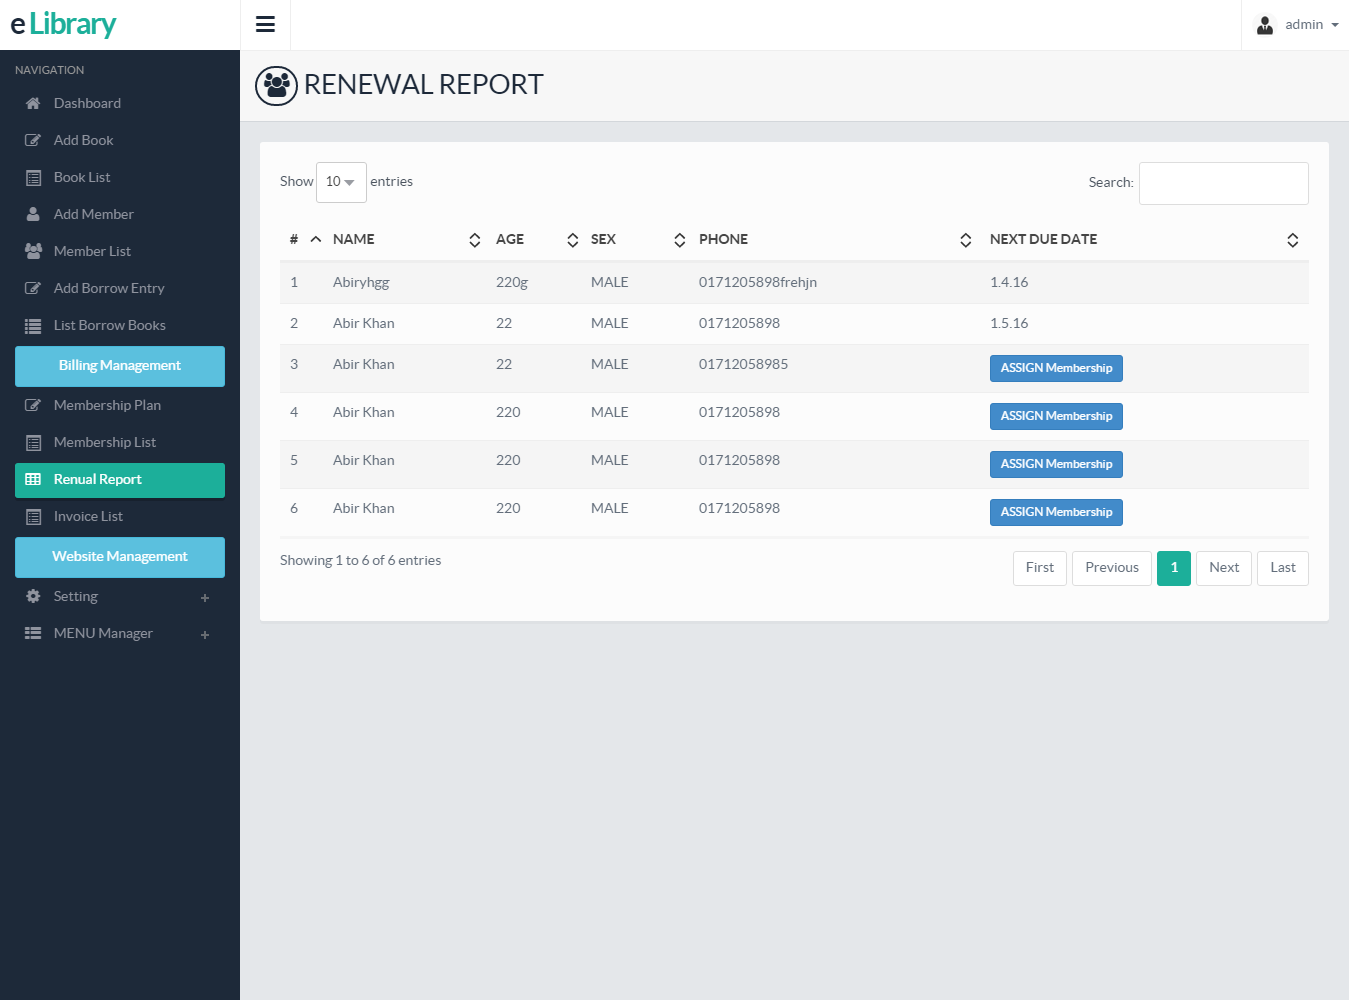 e Library
admin
NAVIGATION
Dashboard
Add Book
Book List
Add Member
Member List
Add Borrow Entry
List Borrow Books
Billing Management
Membership Plan
Membership List
Renual Report
Invoice List
Website Management
Setting +
MENU Manager +
RENEWAL REPORT
Show 10 entries
Search:
# NAME AGE SEX PHONE NEXT DUE DATE
1 Abiryhgg 220g MALE 0171205898frehjn 1.4.16
2 Abir Khan 22 MALE 0171205898 1.5.16
3 Abir Khan 22 MALE 01712058985 ASSIGN Membership
4 Abir Khan 220 MALE 0171205898 ASSIGN Membership
5 Abir Khan 220 MALE 0171205898 ASSIGN Membership
6 Abir Khan 220 MALE 0171205898 ASSIGN Membership
Showing 1 to 6 of 6 entries
First Previous 1 Next Last